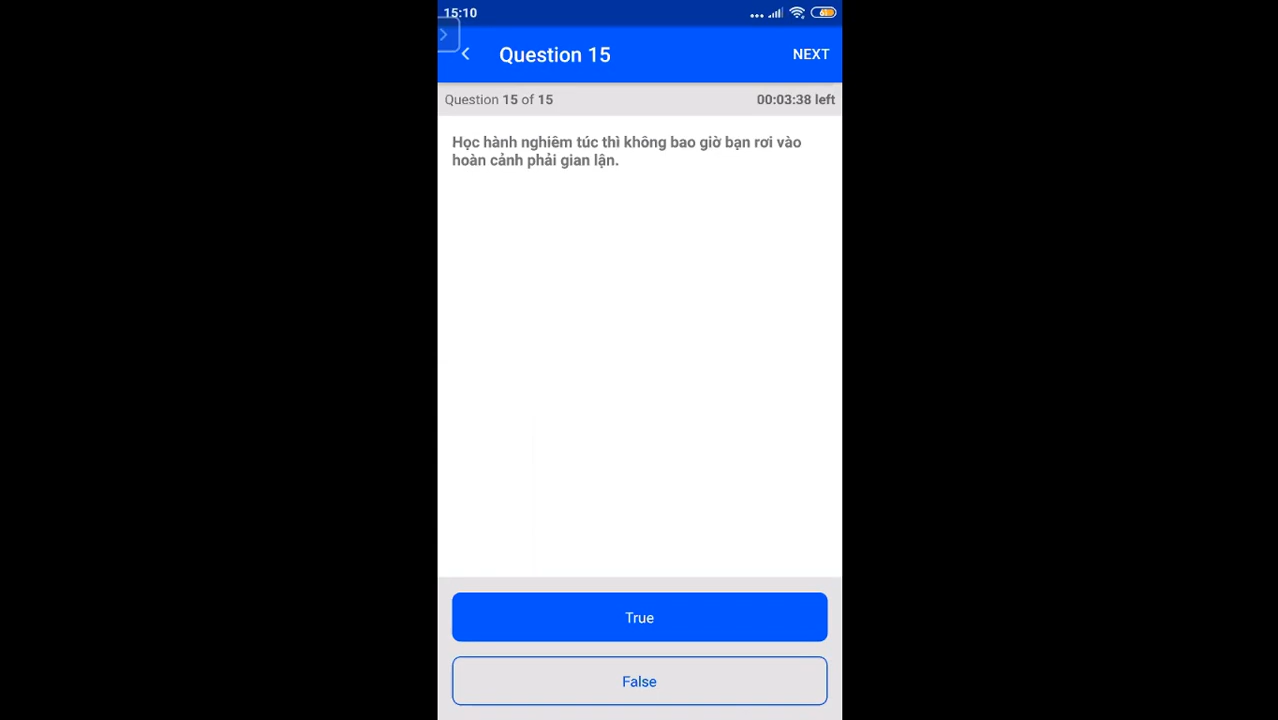 15:10
Question 15
NEXT
Question 15 of 15
00:03:38 left
Học hành nghiêm túc thì không bao giờ bạn rơi vào
hoàn cảnh phải gian lận.
True
False